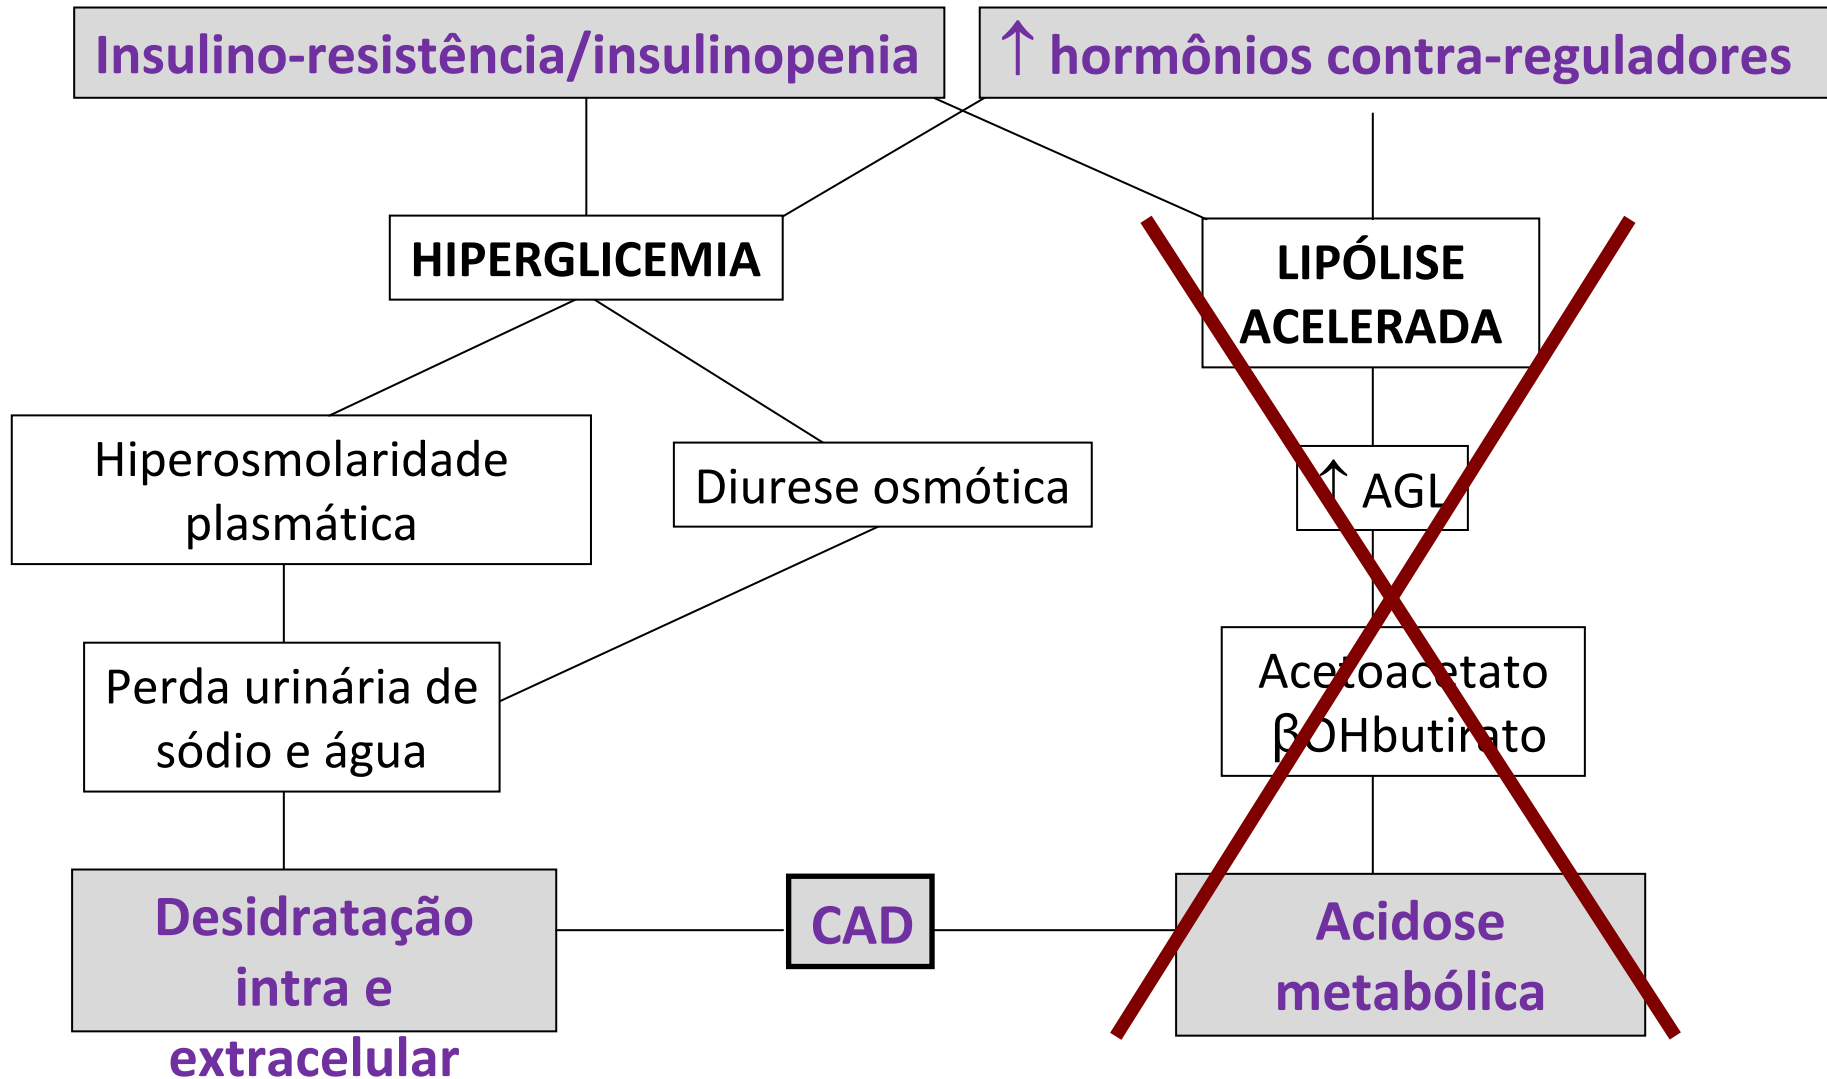 Insulino-resistência/insulinopenia
↑ hormônios contra-reguladores
HIPERGLICEMIA
LIPÓLISE
ACELERADA
Hiperosmolaridade
plasmática
Diurese osmótica
↑ AGL
Perda urinária de
sódio e água
Acetoacetato
βOHbutirato
Desidratação
intra e
extracelular
CAD
Acidose
metabólica